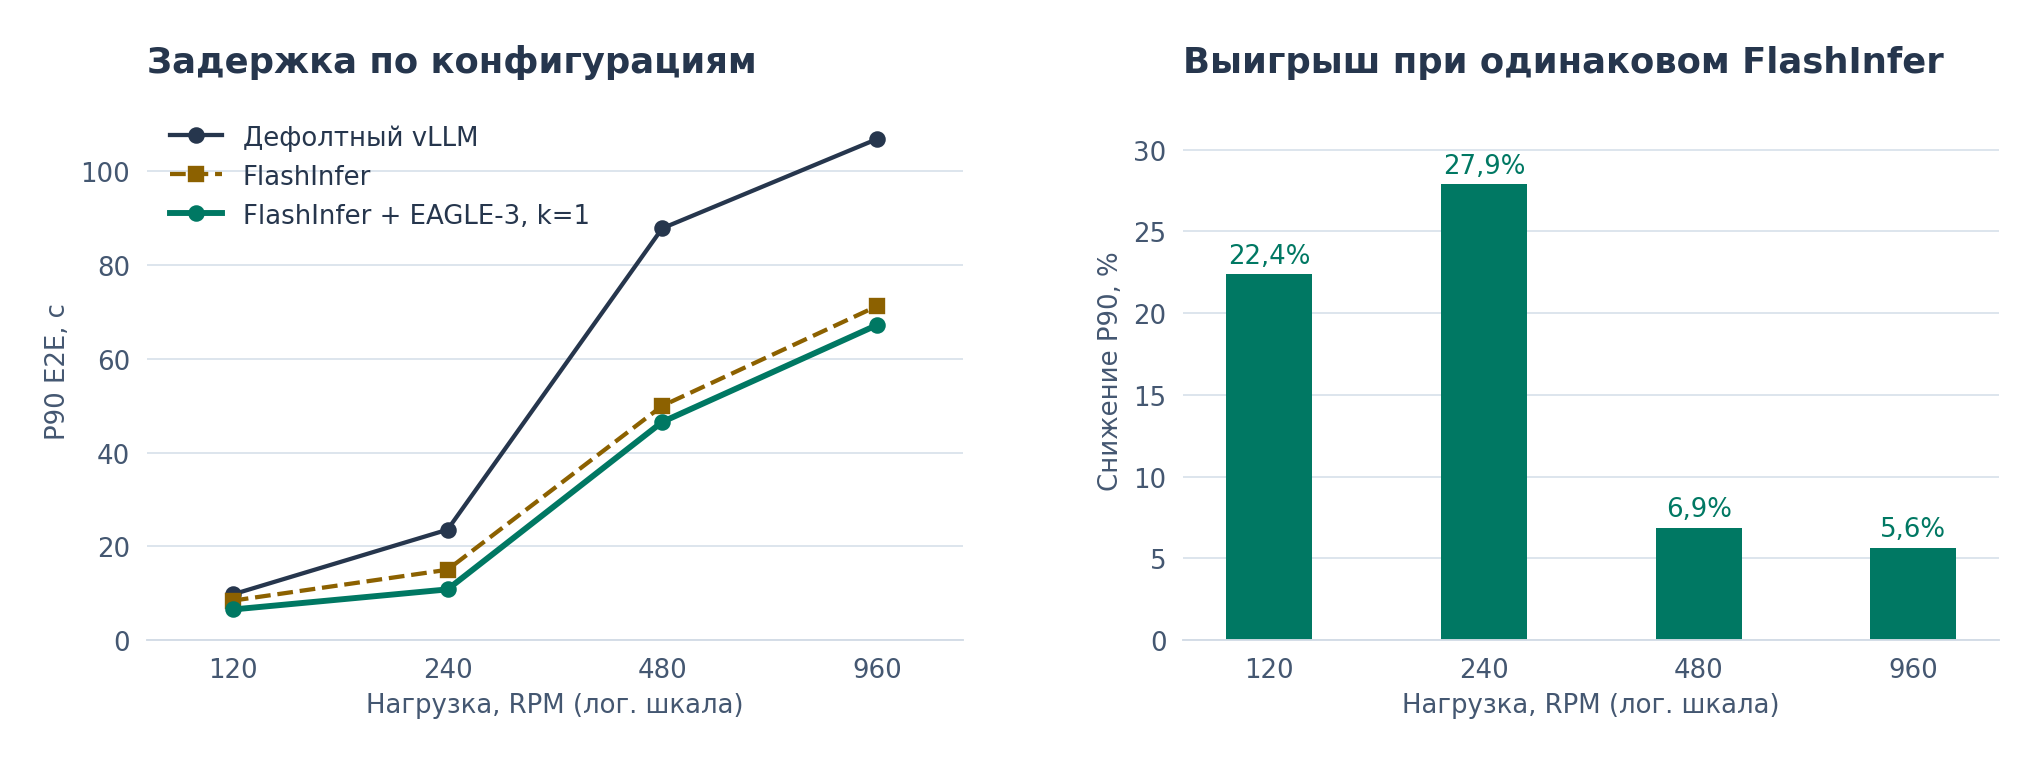 Задержка по конфигурациям
Дефолтный vLLM
FlashInfer
FlashInfer + EAGLE-3, k=1
P90 E2E, с
100
80
60
40
20
0
120 240 480 960
Нагрузка, RPM (лог. шкала)
Выигрыш при одинаковом FlashInfer
Снижение P90, %
30
25
20
15
10
5
0
22,4%
27,9%
6,9%
5,6%
120 240 480 960
Нагрузка, RPM (лог. шкала)